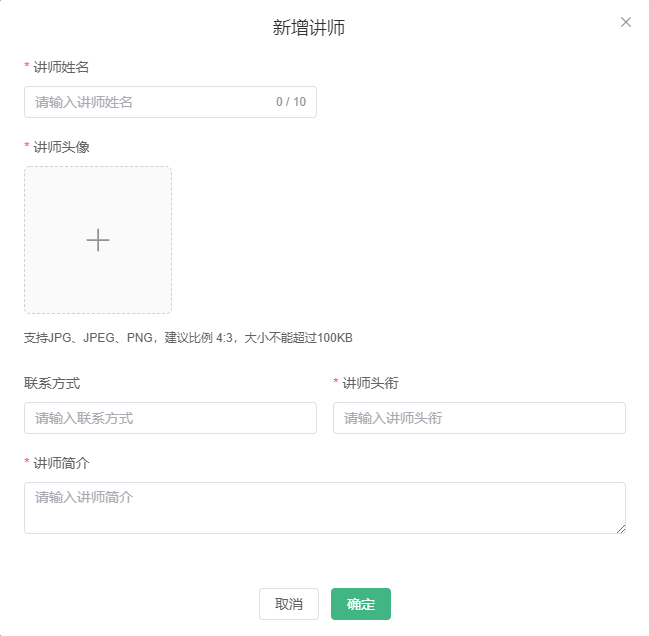 新增讲师
* 讲师姓名
请输入讲师姓名 0 / 10
* 讲师头像
支持JPG、JPEG、PNG，建议比例 4:3，大小不能超过100KB
联系方式 * 讲师头衔
请输入联系方式 请输入讲师头衔
* 讲师简介
请输入讲师简介
取消 确定